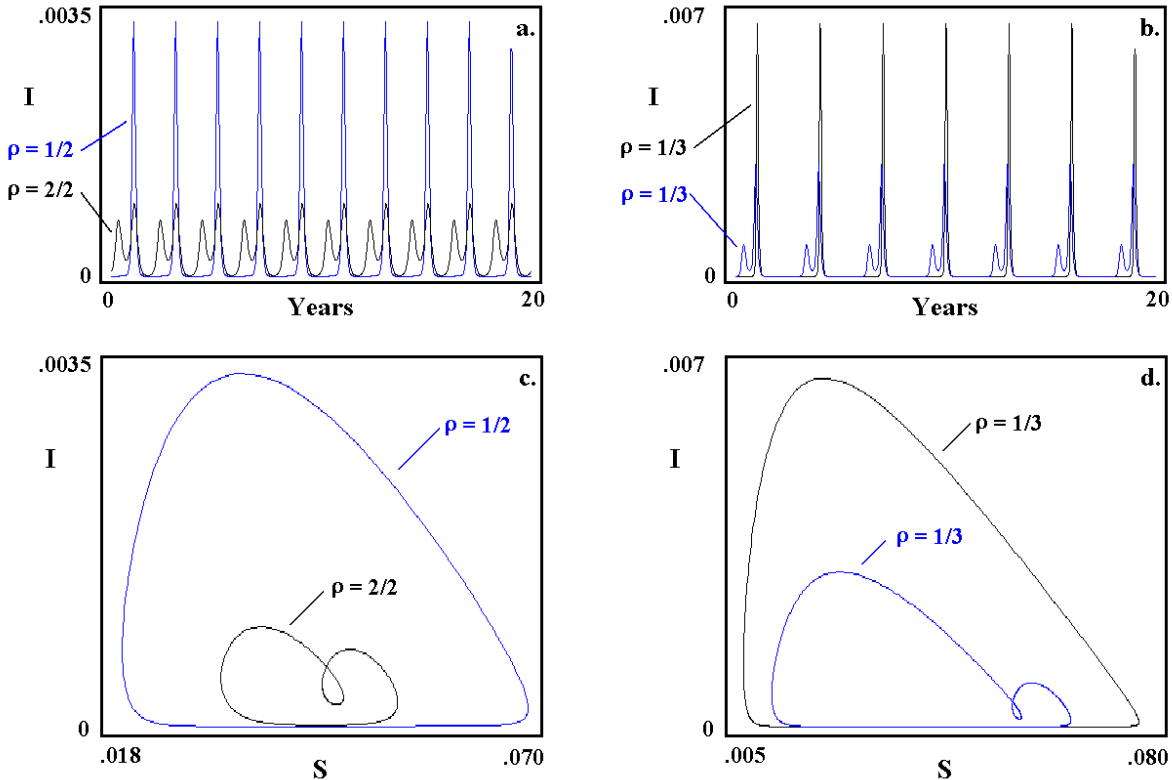 .0035
a.
I
ρ = 1/2
ρ = 2/2
0
0
Years
20
.007
b.
I
ρ = 1/3
ρ = 1/3
0
0
Years
20
.0035
c.
ρ = 1/2
I
ρ = 2/2
0
.018
S
.070
.007
d.
ρ = 1/3
I
ρ = 1/3
0
.005
S
.080